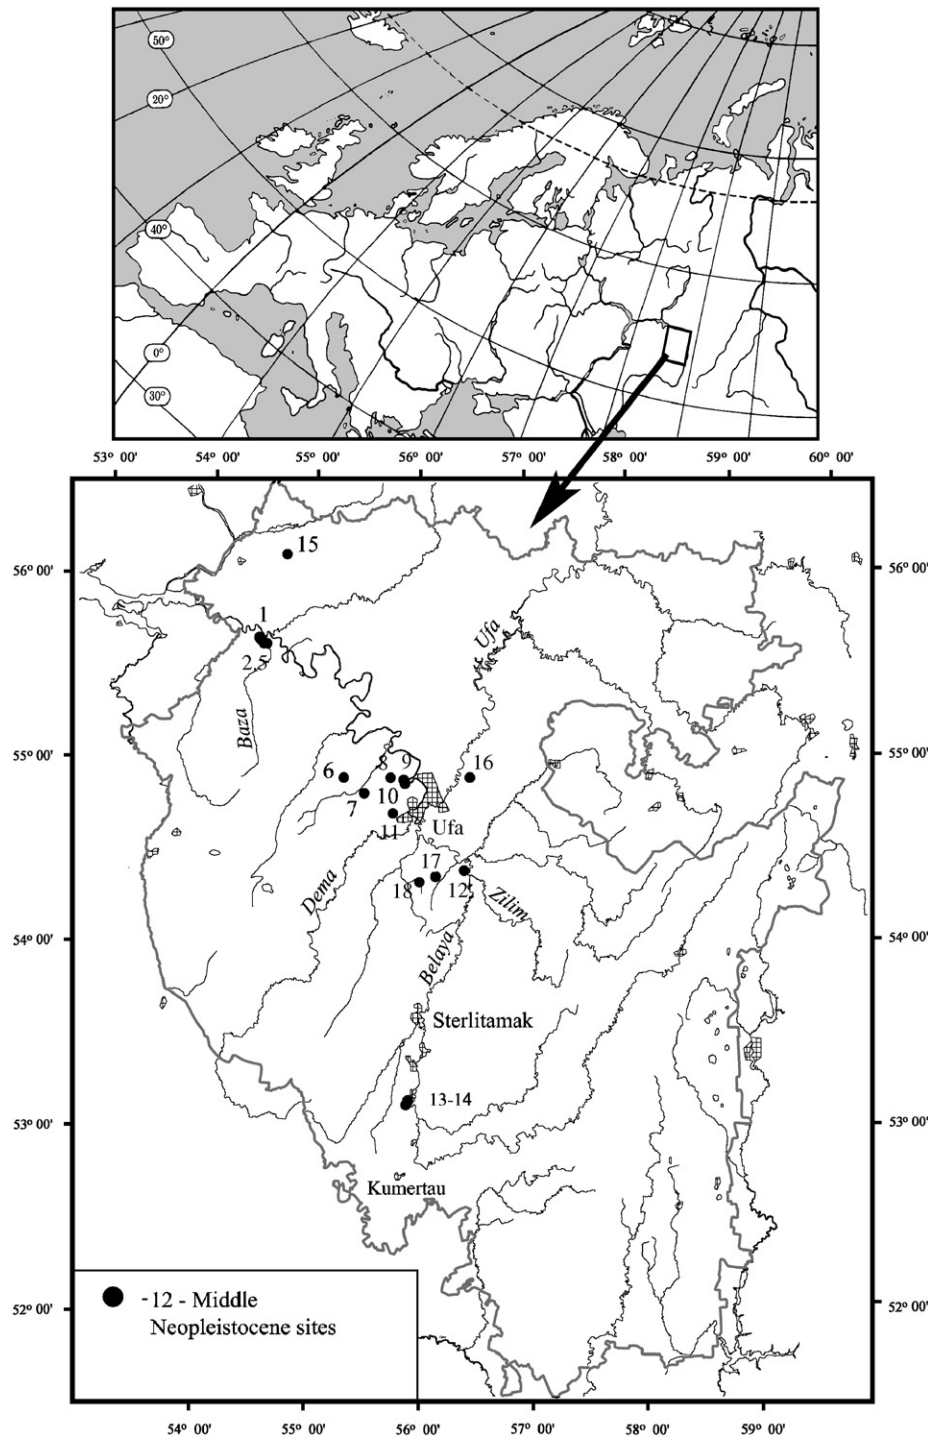 50°
20°
40°
0°
30°
53° 00' 54° 00' 55° 00' 56° 00' 57° 00' 58° 00' 59° 00' 60° 00'
15
56° 00' 56° 00'
1
Ufa
2,5
Baza
55° 00' 55° 00'
6 8 9 16
7 10
11 Ufa
17
18 12
Dema Zilim
54° 00' 54° 00'
Belaya
Sterlitamak
13-14
53° 00' 53° 00'
Kumertau
-12 - Middle
Neopleistocene sites
52° 00' 52° 00'
54° 00' 55° 00' 56° 00' 57° 00' 58° 00' 59° 00'